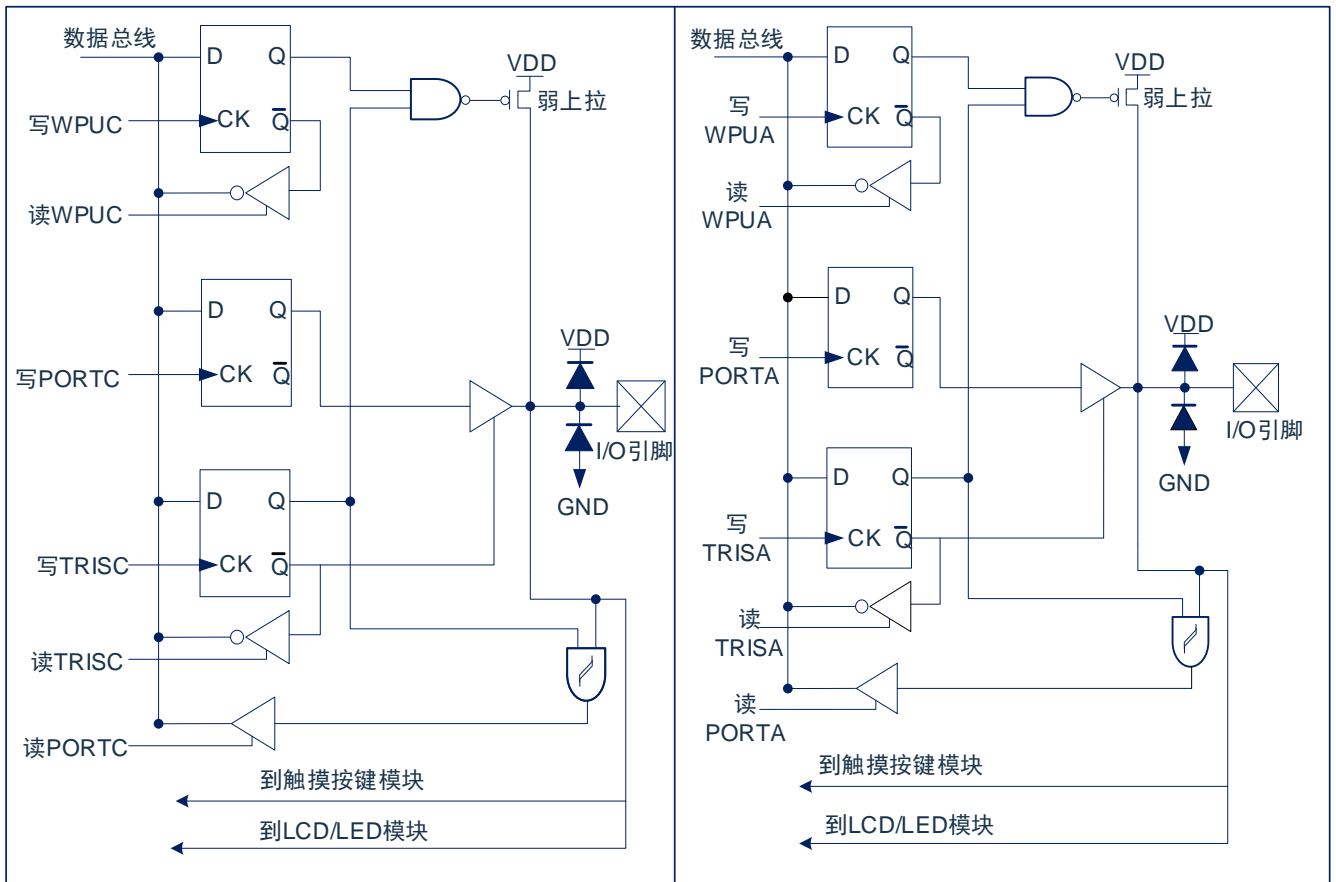 数据总线
D
Q
VDD
弱上拉
写WPUC
CK
Q
读WPUC
D
Q
写PORTC
CK
Q
VDD
I/O引脚
GND
D
Q
写TRISC
CK
Q
读TRISC
读PORTC
到触摸按键模块
到LCD/LED模块
数据总线
D
Q
VDD
弱上拉
写
WPUA
CK
Q
读
WPUA
D
Q
写
PORTA
CK
Q
VDD
I/O引脚
GND
D
Q
写
TRISA
CK
Q
读
TRISA
读
PORTA
到触摸按键模块
到LCD/LED模块